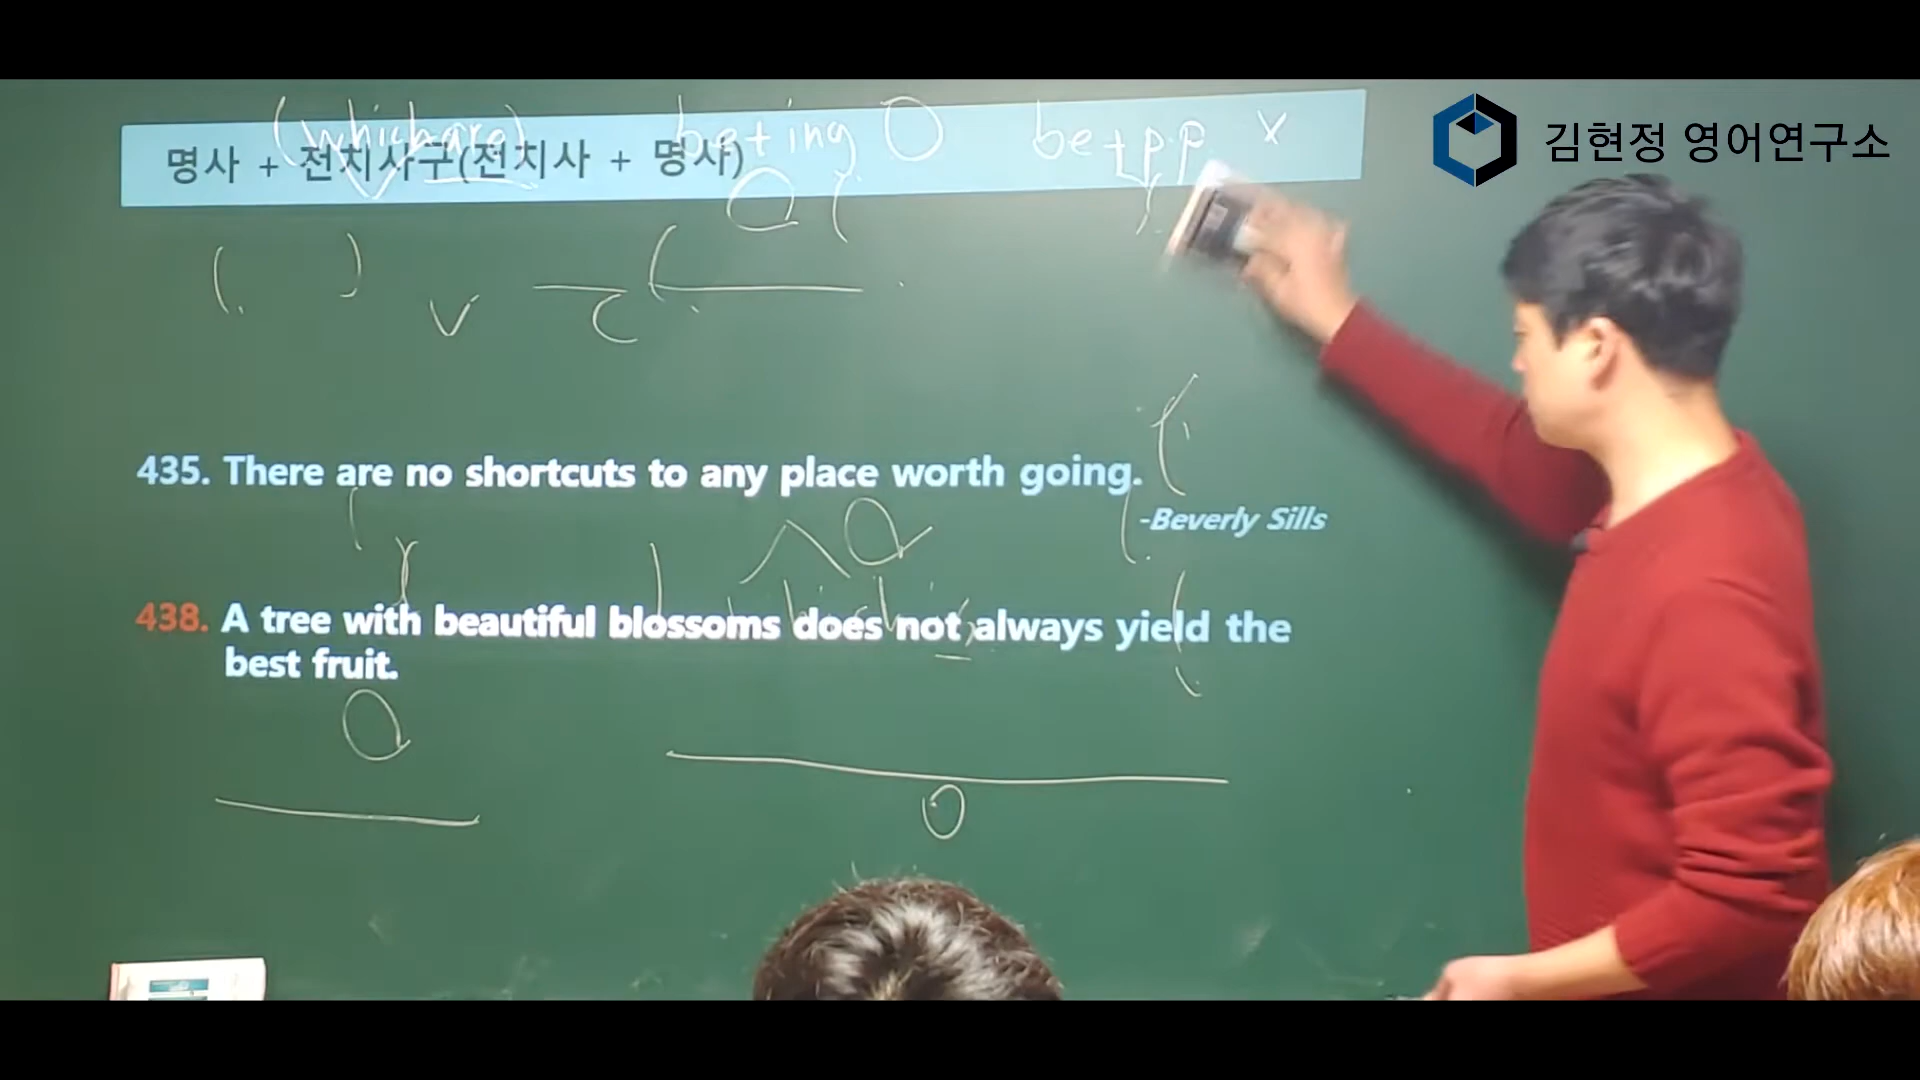 김현정 영어연구소
(which are) be+ing O be+p.p. X
명사 + 전치사구(전치사 + 명사)
435. There are no shortcuts to any place worth going.
-Beverly Sills
438. A tree with beautiful blossoms does not always yield the
best fruit.